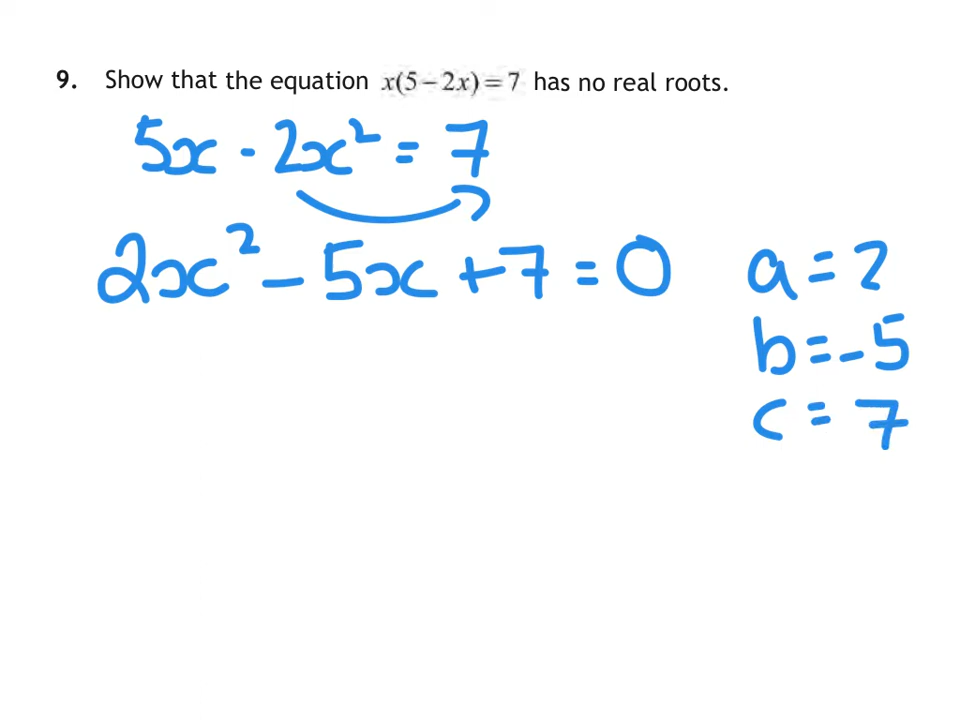 9. Show that the equation x(5−2x)=7 has no real roots.
5x - 2x² = 7
2x² − 5x + 7 = 0
a = 2
b = −5
c = 7